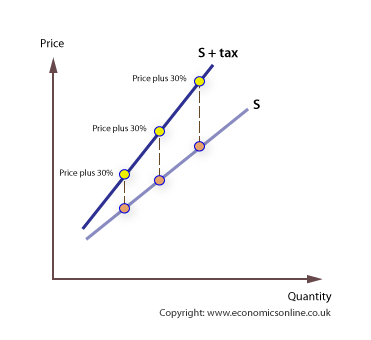 Price
S + tax
Price plus 30%
S
Price plus 30%
Price plus 30%
Quantity
Copyright: www.economicsonline.co.uk